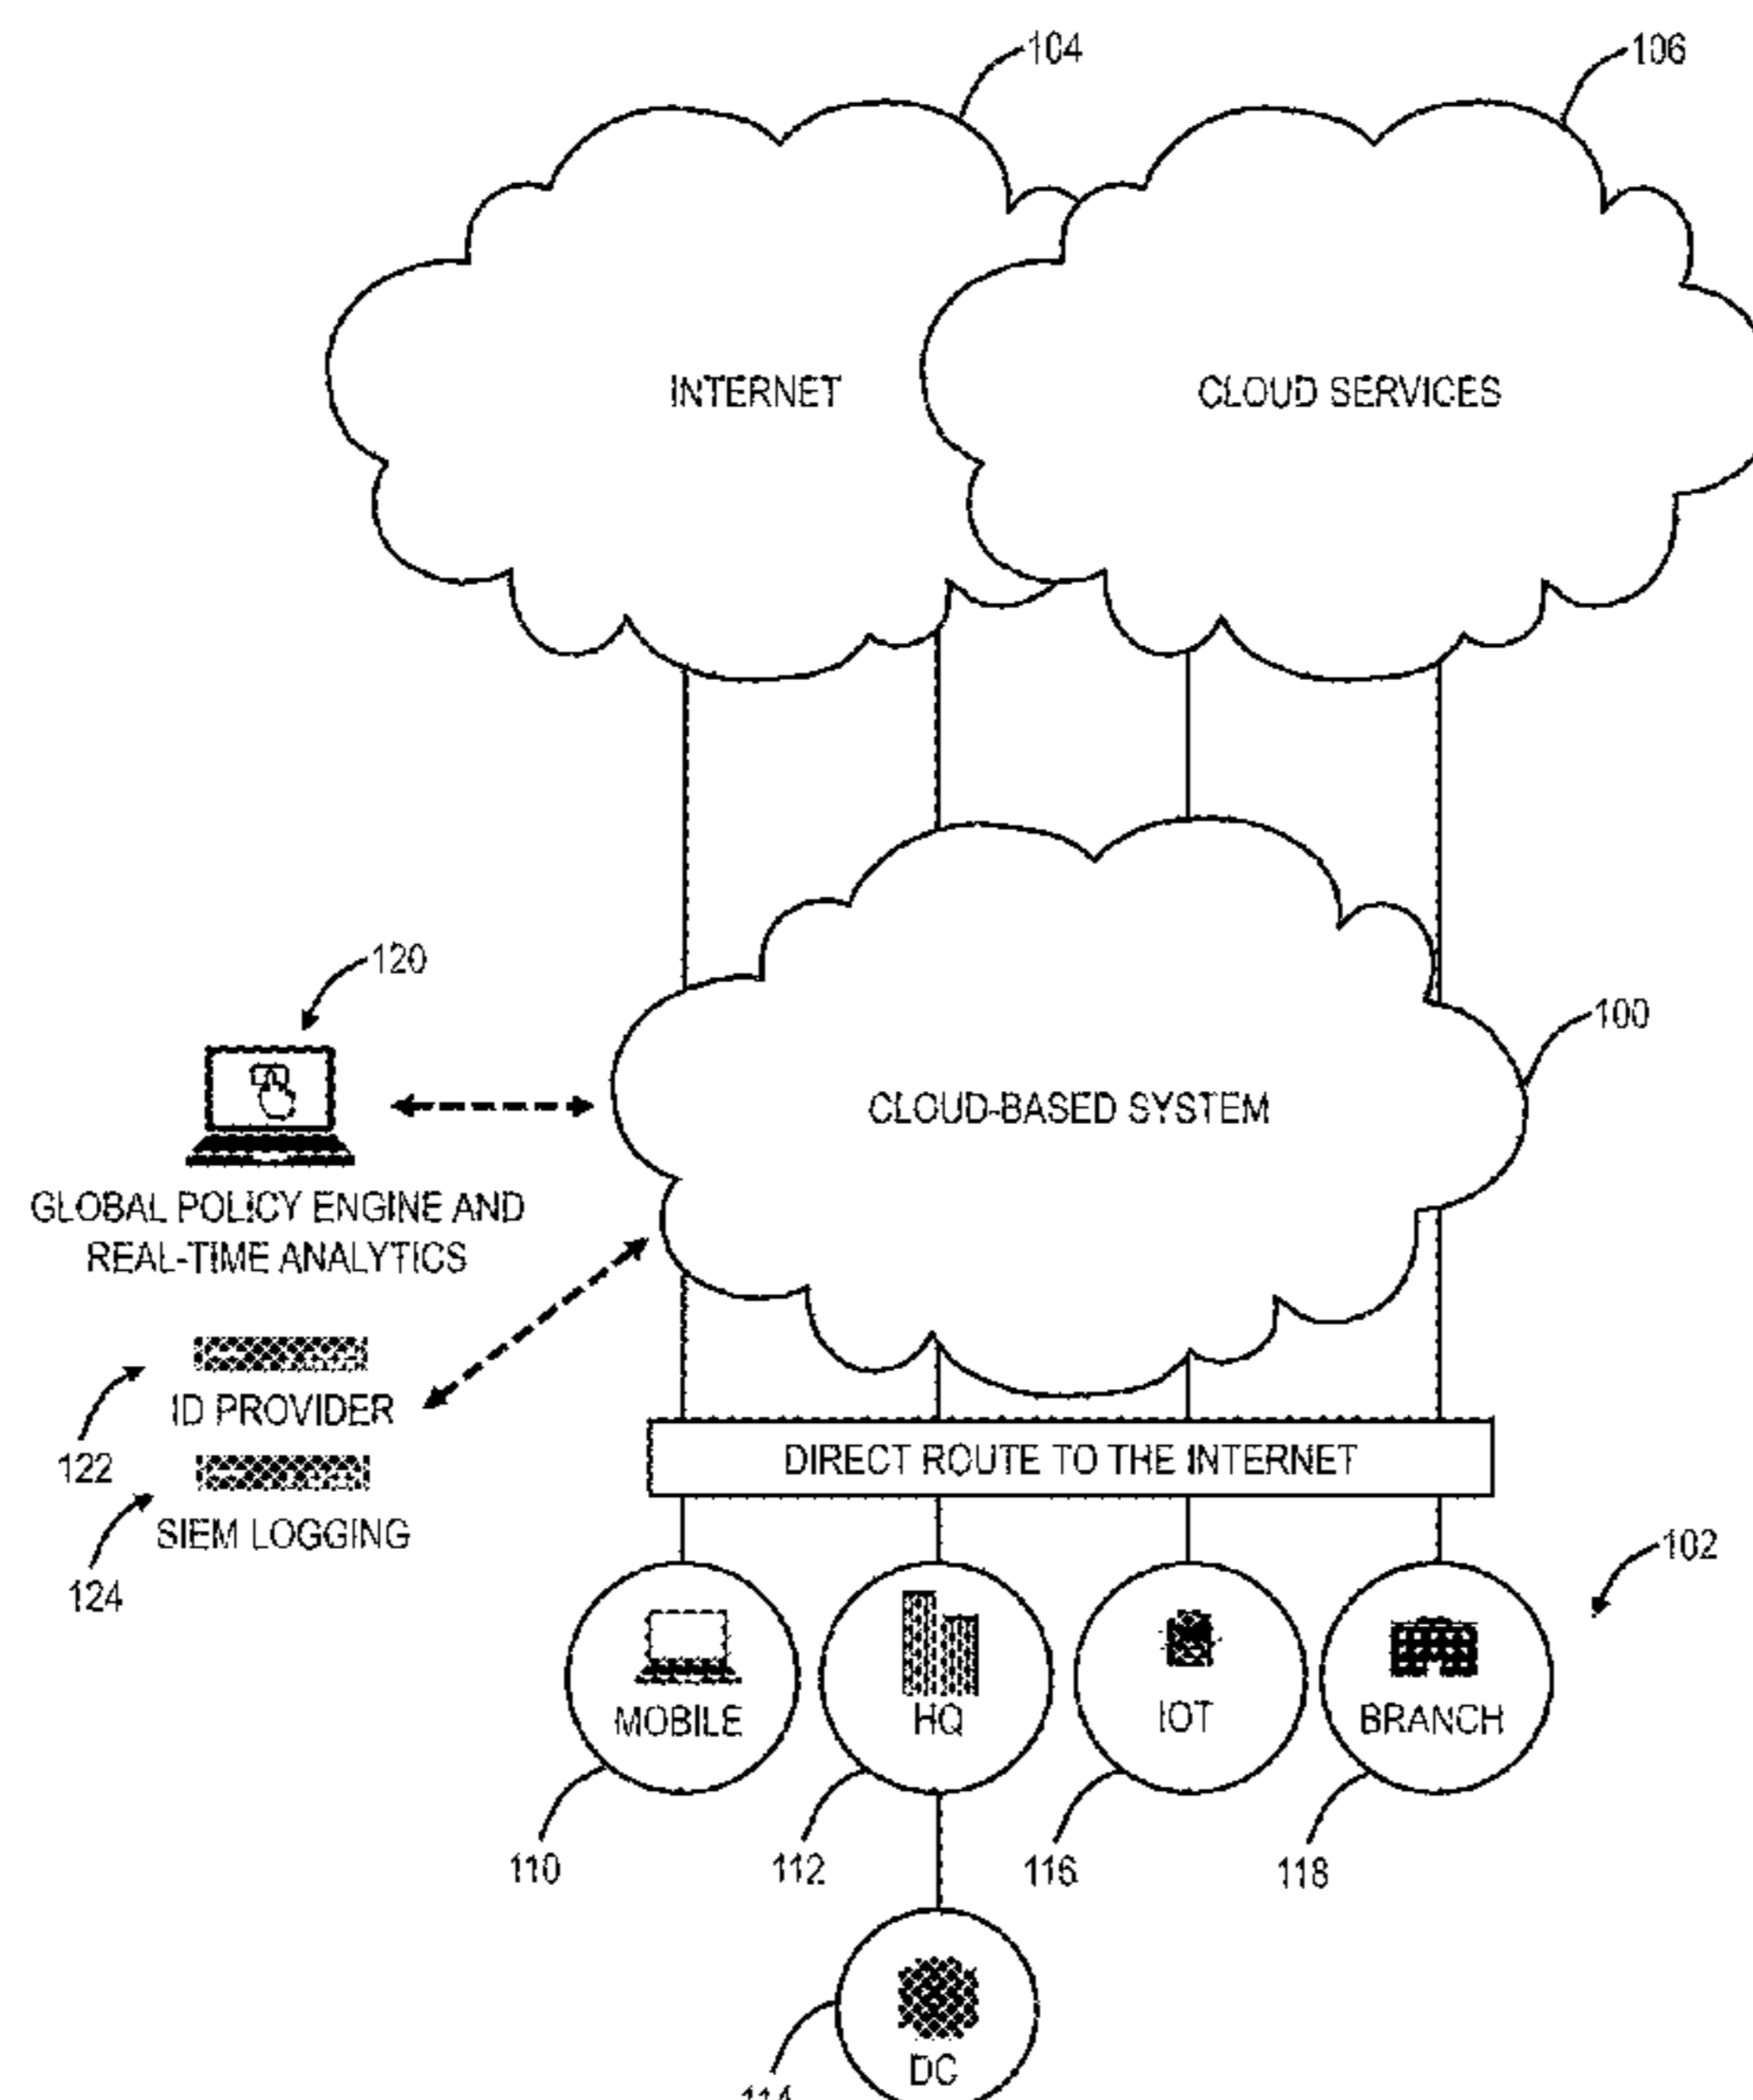 104
106
INTERNET
CLOUD SERVICES
120
100
CLOUD-BASED SYSTEM
GLOBAL POLICY ENGINE AND
REAL-TIME ANALYTICS
ID PROVIDER
122
DIRECT ROUTE TO THE INTERNET
SIEM LOGGING
102
124
MOBILE
HQ
IOT
BRANCH
110
112
116
118
DC
114